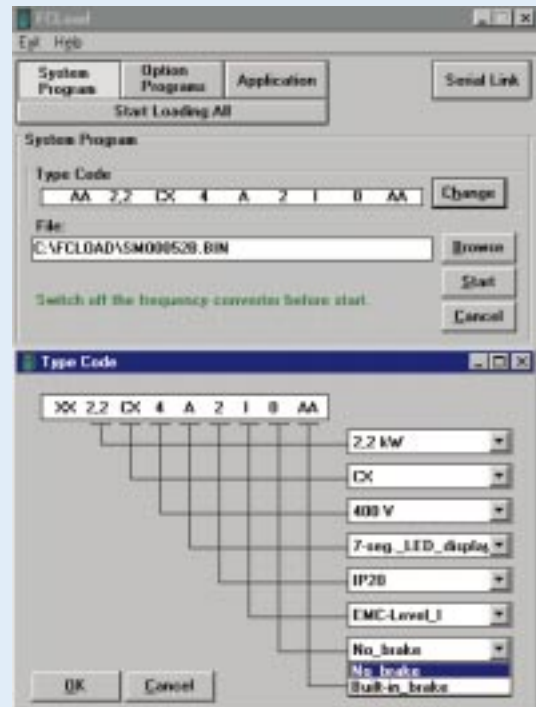 FCLoad
Exit Help
System Program
Option Programs
Application
Serial Link
Start Loading All
System Program
Type Code
AA 2,2 CX 4 A 2 I 0 AA
Change
File:
C:\FCLOAD\SM00052B.BIN
Browse
Start
Switch off the frequency converter before start.
Cancel
Type Code
XX 2,2 CX 4 A 2 I 0 AA
2,2 kW
CX
400 V
7-seg._LED_display
IP20
EMC-Level_I
No_brake
No_brake
Built-in_brake
OK
Cancel